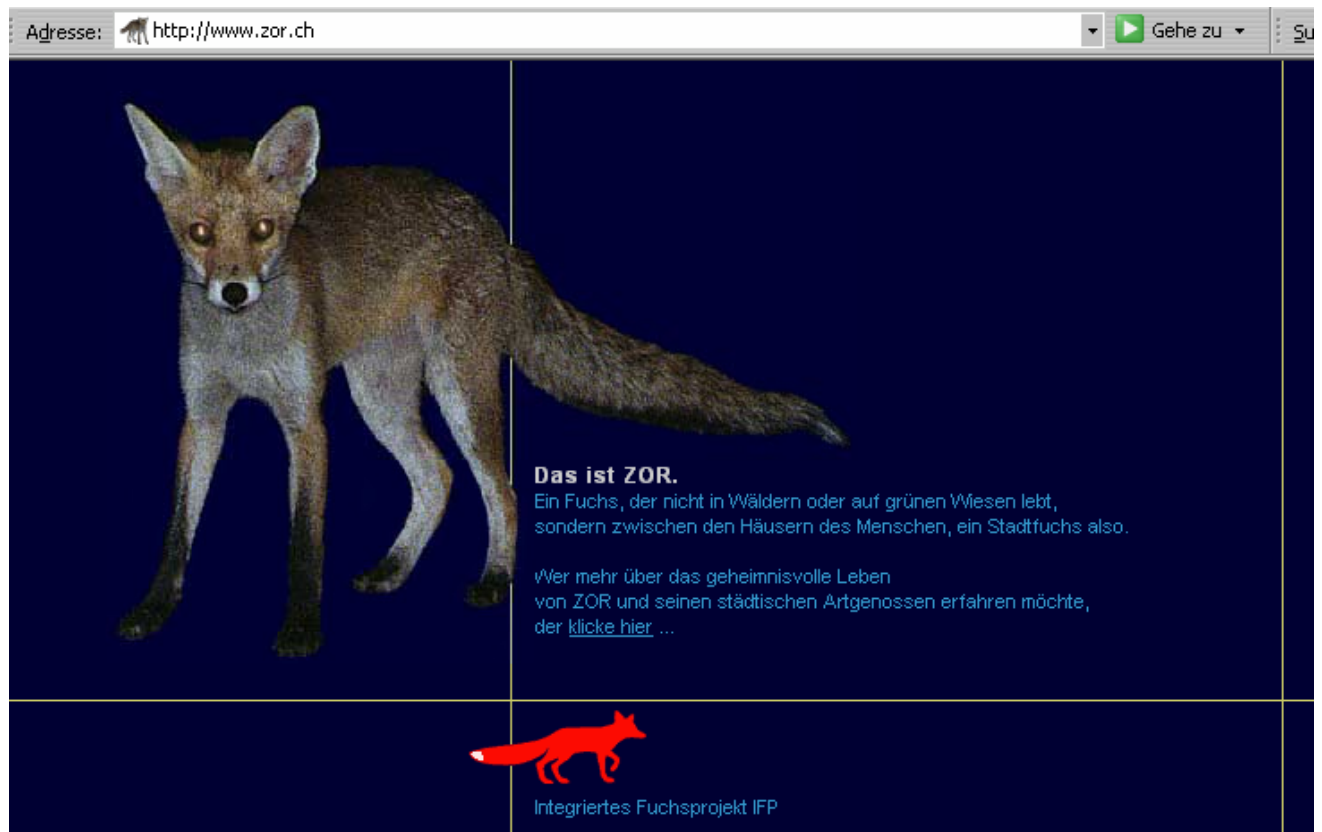 Adresse: http://www.zor.ch Gehe zu Su
Das ist ZOR.
Ein Fuchs, der nicht in Wäldern oder auf grünen Wiesen lebt,
sondern zwischen den Häusern des Menschen, ein Stadtfuchs also.
Wer mehr über das geheimnisvolle Leben
von ZOR und seinen städtischen Artgenossen erfahren möchte,
der klicke hier ...
Integriertes Fuchsprojekt IFP